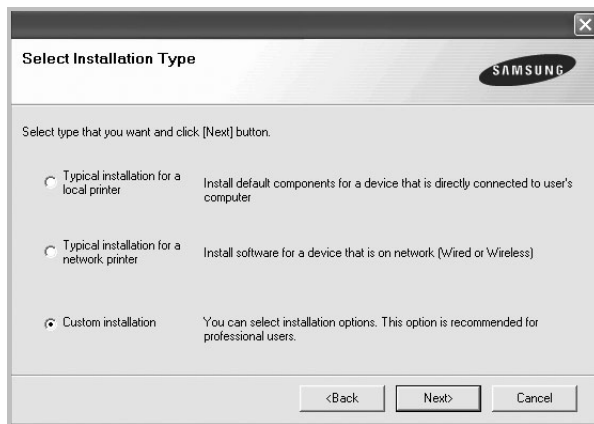 Select Installation Type
SAMSUNG
Select type that you want and click [Next] button.
Typical installation for a
local printer
Install default components for a device that is directly connected to user's
computer
Typical installation for a
network printer
Install software for a device that is on network (Wired or Wireless)
Custom installation
You can select installation options. This option is recommended for
professional users.
<Back
Next>
Cancel